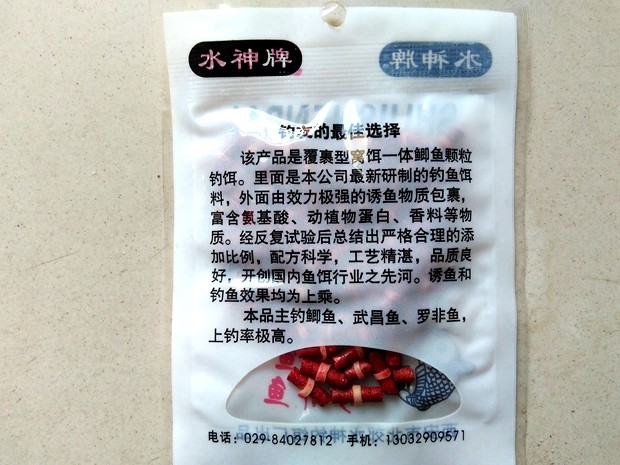 水神牌
水神牌
钓友的最佳选择
该产品是覆裹型窝饵一体鲫鱼颗粒
钓饵。里面是本公司最新研制的钓鱼饵
料，外面由效力极强的诱鱼物质包裹，
富含氨基酸、动植物蛋白、香料等物
质。经反复试验后总结出严格合理的添
加比例，配方科学，工艺精湛，品质良
好，开创国内鱼饵行业之先河。诱鱼和
钓鱼效果均为上乘。
本品主钓鲫鱼、武昌鱼、罗非鱼，
上钓率极高。
电话：029-84027812 手机：13032909571